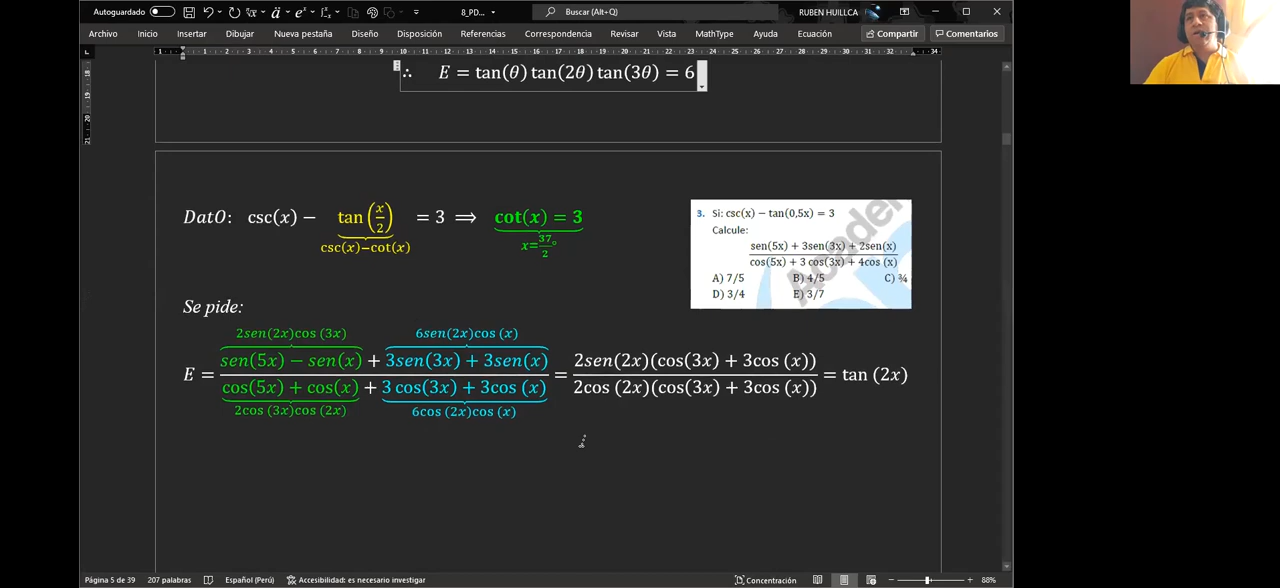 Autoguardado 8_PD... Buscar (Alt+Q) RUBEN HUILLCA
Archivo Inicio Insertar Dibujar Nueva pestaña Diseño Disposición Referencias Correspondencia Revisar Vista MathType Ayuda Ecuación Compartir Comentarios
∴ E = tan(θ) tan(2θ) tan(3θ) = 6
DatO: csc(x) − tan(x/2) = 3 ⟹ cot(x) = 3
csc(x)−cot(x) x=37/2°
3. Si: csc(x) − tan(0,5x) = 3
Calcule:
sen(5x) + 3sen(3x) + 2sen(x)
cos(5x) + 3 cos(3x) + 4cos (x)
A) 7/5 B) 4/5 C) ¾
D) 3/4 E) 3/7
Se pide:
2sen(2x)cos (3x) 6sen(2x)cos (x)
sen(5x) − sen(x) + 3sen(3x) + 3sen(x) 2sen(2x)(cos(3x) + 3cos (x))
E = = = tan (2x)
cos(5x) + cos(x) + 3 cos(3x) + 3cos (x) 2cos (2x)(cos(3x) + 3cos (x))
2cos (3x)cos (2x) 6cos (2x)cos (x)
Página 5 de 39 207 palabras Español (Perú) Accesibilidad: es necesario investigar Concentración 88%